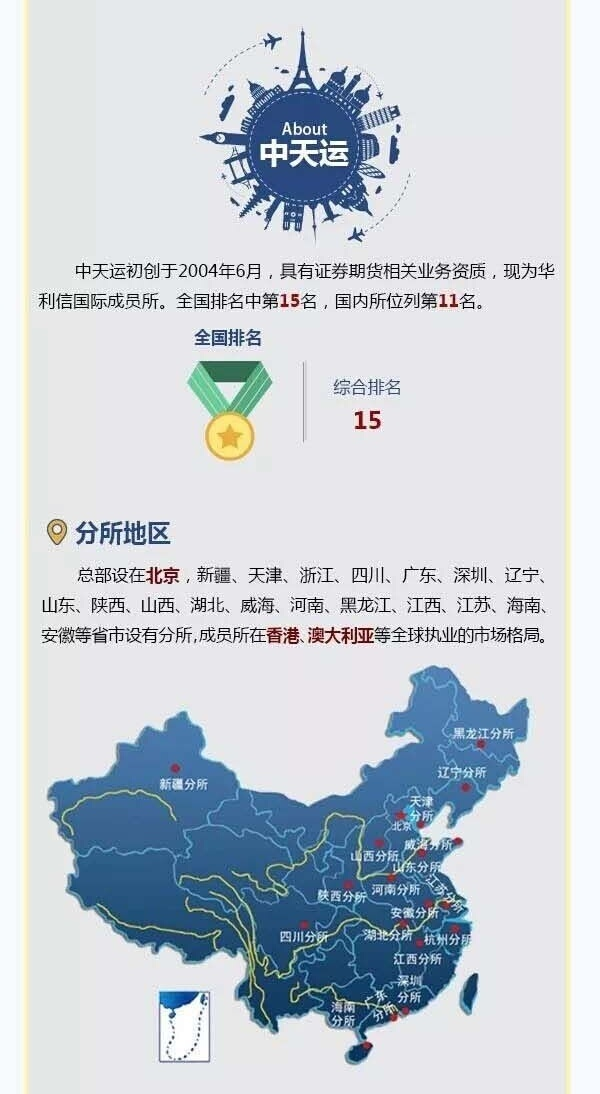 About
中天运
中天运初创于2004年6月，具有证券期货相关业务资质，现为华
利信国际成员所。全国排名中第15名，国内所位列第11名。
全国排名
综合排名
15
分所地区
总部设在北京，新疆、天津、浙江、四川、广东、深圳、辽宁、
山东、陕西、山西、湖北、威海、河南、黑龙江、江西、江苏、海南、
安徽等省市设有分所，成员所在香港、澳大利亚等全球执业的市场格局。
黑龙江分所
辽宁分所
新疆分所
天津
分所
北京
威海分所
山西分所
山东分所
河南分所
陕西分所
江苏分所
安徽分所
四川分所
湖北分所
杭州分所
江西分所
深圳
分所
广东
分所
海南
分所